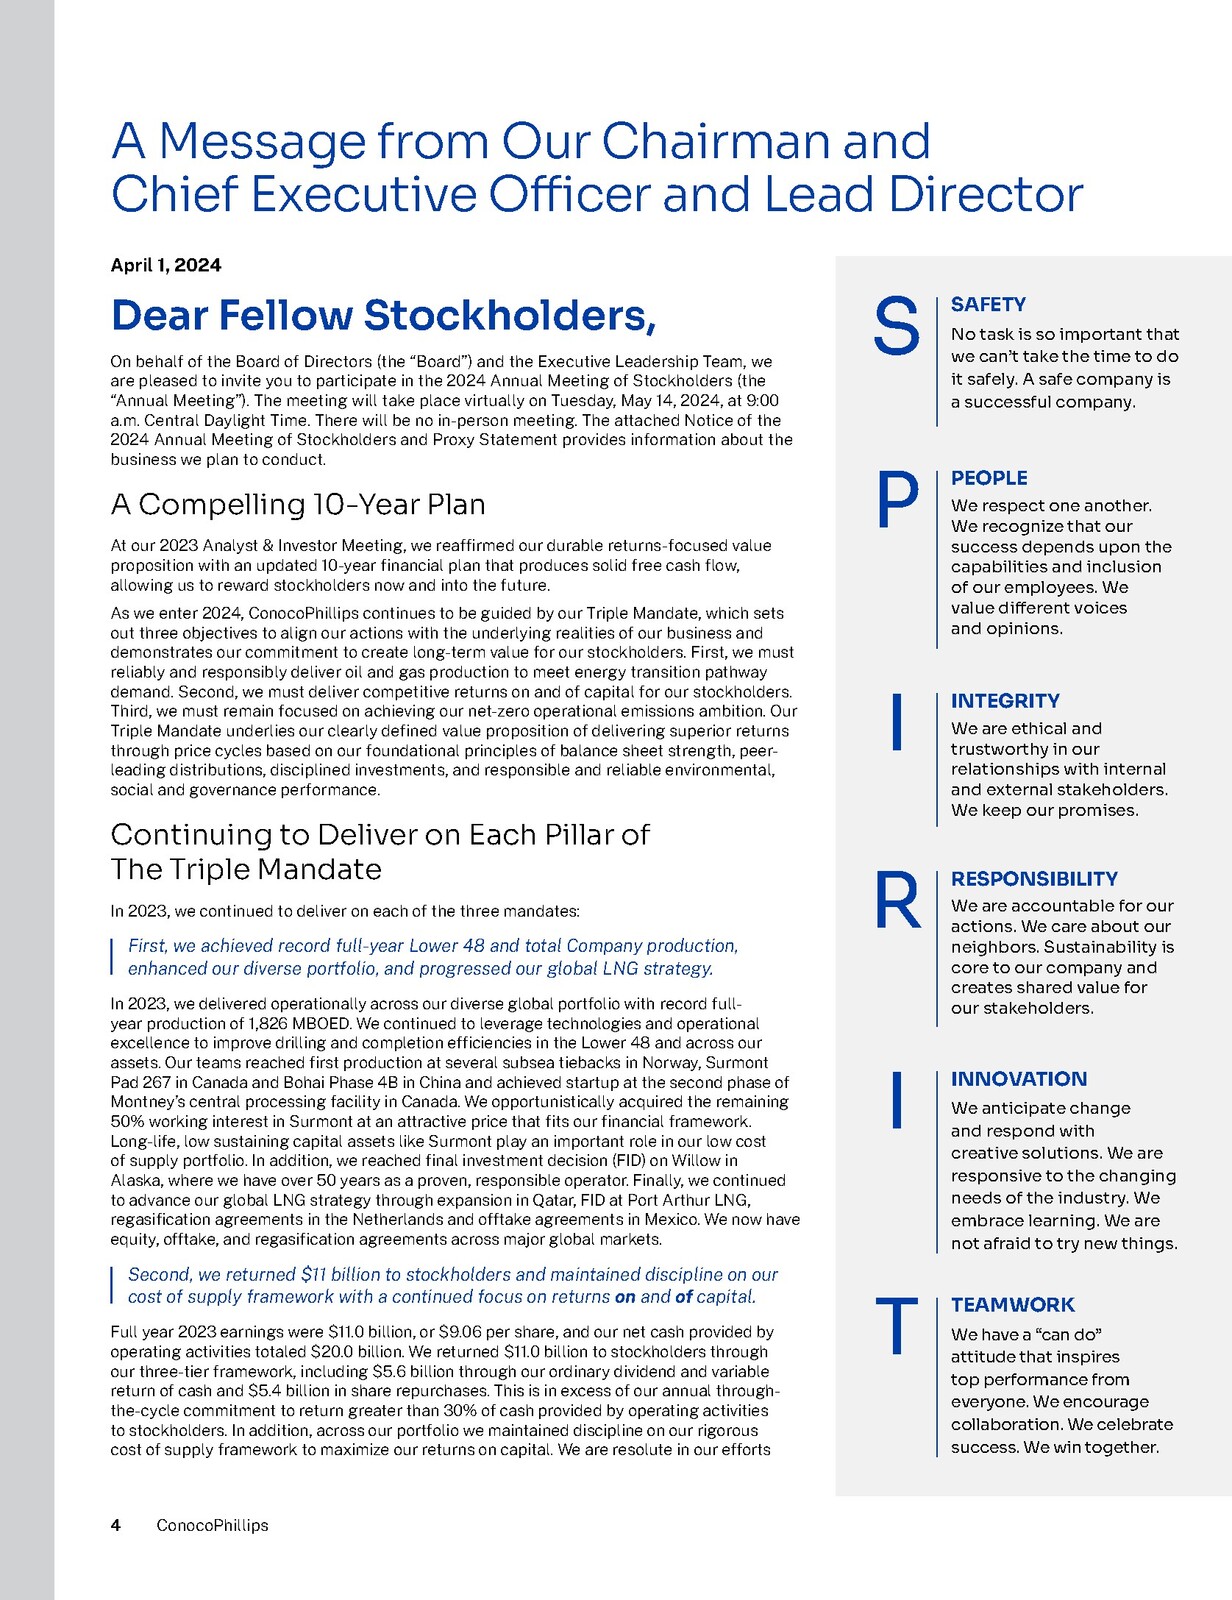 A Message from Our Chairman and
Chief Executive Officer and Lead Director
April 1, 2024
Dear Fellow Stockholders,
On behalf of the Board of Directors (the “Board”) and the Executive Leadership Team, we
are pleased to invite you to participate in the 2024 Annual Meeting of Stockholders (the
“Annual Meeting”). The meeting will take place virtually on Tuesday, May 14, 2024, at 9:00
a.m. Central Daylight Time. There will be no in-person meeting. The attached Notice of the
2024 Annual Meeting of Stockholders and Proxy Statement provides information about the
business we plan to conduct.
A Compelling 10-Year Plan
At our 2023 Analyst & Investor Meeting, we reaffirmed our durable returns-focused value
proposition with an updated 10-year financial plan that produces solid free cash flow,
allowing us to reward stockholders now and into the future.
As we enter 2024, ConocoPhillips continues to be guided by our Triple Mandate, which sets
out three objectives to align our actions with the underlying realities of our business and
demonstrates our commitment to create long-term value for our stockholders. First, we must
reliably and responsibly deliver oil and gas production to meet energy transition pathway
demand. Second, we must deliver competitive returns on and of capital for our stockholders.
Third, we must remain focused on achieving our net-zero operational emissions ambition. Our
Triple Mandate underlies our clearly defined value proposition of delivering superior returns
through price cycles based on our foundational principles of balance sheet strength, peer-
leading distributions, disciplined investments, and responsible and reliable environmental,
social and governance performance.
Continuing to Deliver on Each Pillar of
The Triple Mandate
In 2023, we continued to deliver on each of the three mandates:
First, we achieved record full-year Lower 48 and total Company production,
enhanced our diverse portfolio, and progressed our global LNG strategy.
In 2023, we delivered operationally across our diverse global portfolio with record full-
year production of 1,826 MBOED. We continued to leverage technologies and operational
excellence to improve drilling and completion efficiencies in the Lower 48 and across our
assets. Our teams reached first production at several subsea tiebacks in Norway, Surmont
Pad 267 in Canada and Bohai Phase 4B in China and achieved startup at the second phase of
Montney’s central processing facility in Canada. We opportunistically acquired the remaining
50% working interest in Surmont at an attractive price that fits our financial framework.
Long-life, low sustaining capital assets like Surmont play an important role in our low cost
of supply portfolio. In addition, we reached final investment decision (FID) on Willow in
Alaska, where we have over 50 years as a proven, responsible operator. Finally, we continued
to advance our global LNG strategy through expansion in Qatar, FID at Port Arthur LNG,
regasification agreements in the Netherlands and offtake agreements in Mexico. We now have
equity, offtake, and regasification agreements across major global markets.
Second, we returned $11 billion to stockholders and maintained discipline on our
cost of supply framework with a continued focus on returns on and of capital.
Full year 2023 earnings were $11.0 billion, or $9.06 per share, and our net cash provided by
operating activities totaled $20.0 billion. We returned $11.0 billion to stockholders through
our three-tier framework, including $5.6 billion through our ordinary dividend and variable
return of cash and $5.4 billion in share repurchases. This is in excess of our annual through-
the-cycle commitment to return greater than 30% of cash provided by operating activities
to stockholders. In addition, across our portfolio we maintained discipline on our rigorous
cost of supply framework to maximize our returns on capital. We are resolute in our efforts
S
SAFETY
No task is so important that
we can’t take the time to do
it safely. A safe company is
a successful company.
P
PEOPLE
We respect one another.
We recognize that our
success depends upon the
capabilities and inclusion
of our employees. We
value different voices
and opinions.
I
INTEGRITY
We are ethical and
trustworthy in our
relationships with internal
and external stakeholders.
We keep our promises.
R
RESPONSIBILITY
We are accountable for our
actions. We care about our
neighbors. Sustainability is
core to our company and
creates shared value for
our stakeholders.
I
INNOVATION
We anticipate change
and respond with
creative solutions. We are
responsive to the changing
needs of the industry. We
embrace learning. We are
not afraid to try new things.
T
TEAMWORK
We have a “can do”
attitude that inspires
top performance from
everyone. We encourage
collaboration. We celebrate
success. We win together.
4 ConocoPhillips